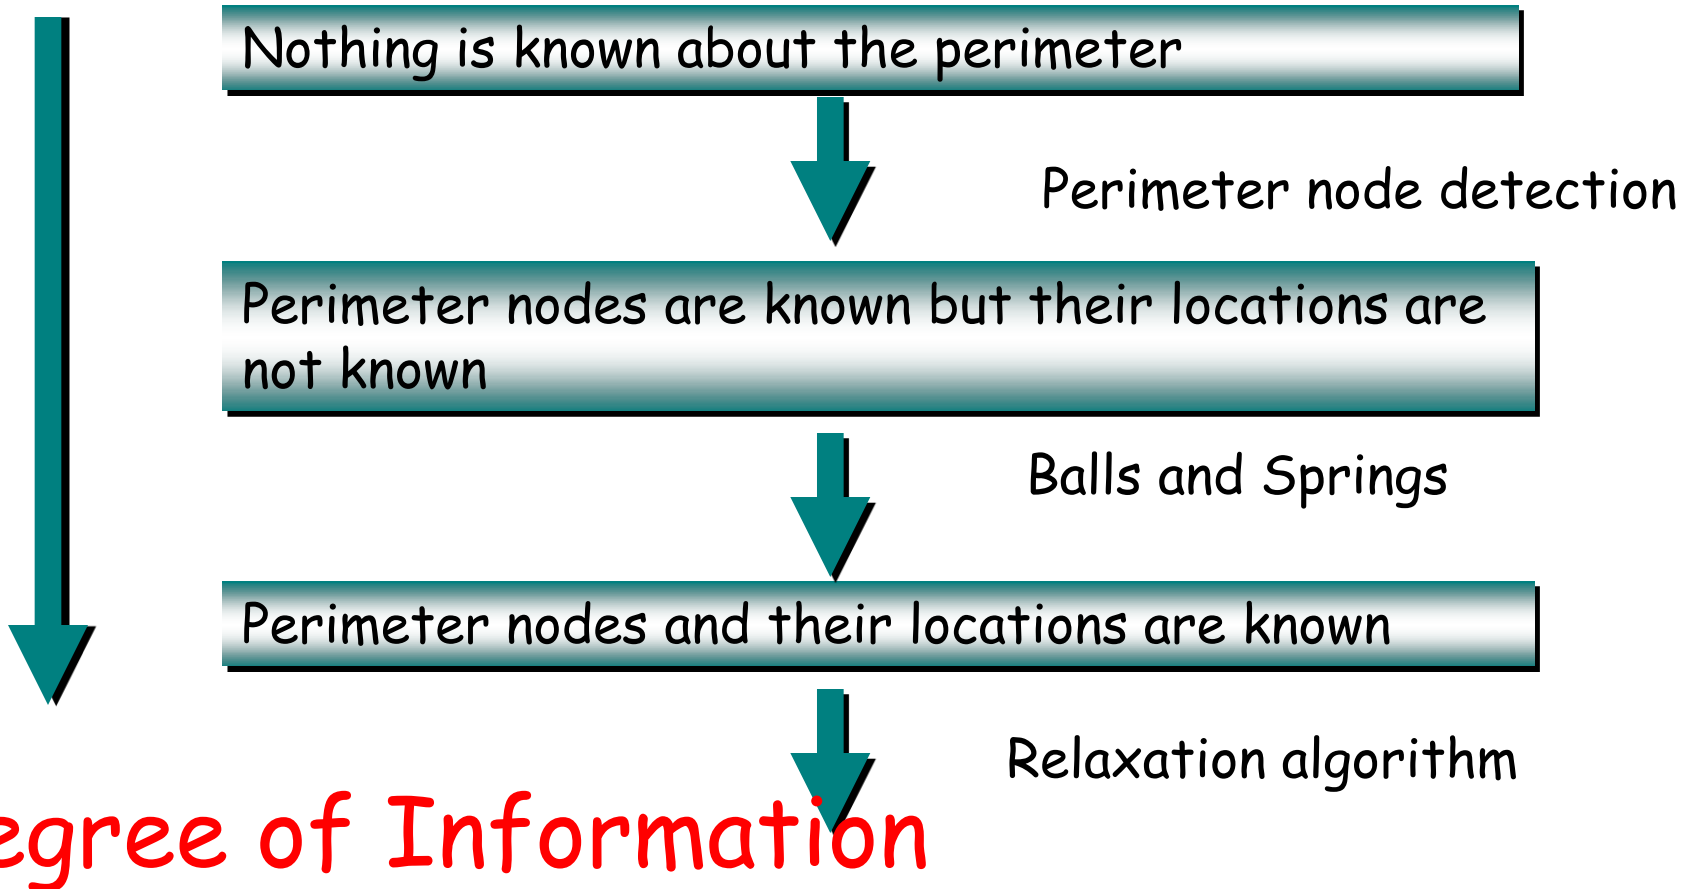 Nothing is known about the perimeter
Perimeter node detection
Perimeter nodes are known but their locations are
not known
Balls and Springs
Perimeter nodes and their locations are known
Relaxation algorithm
egree of Information